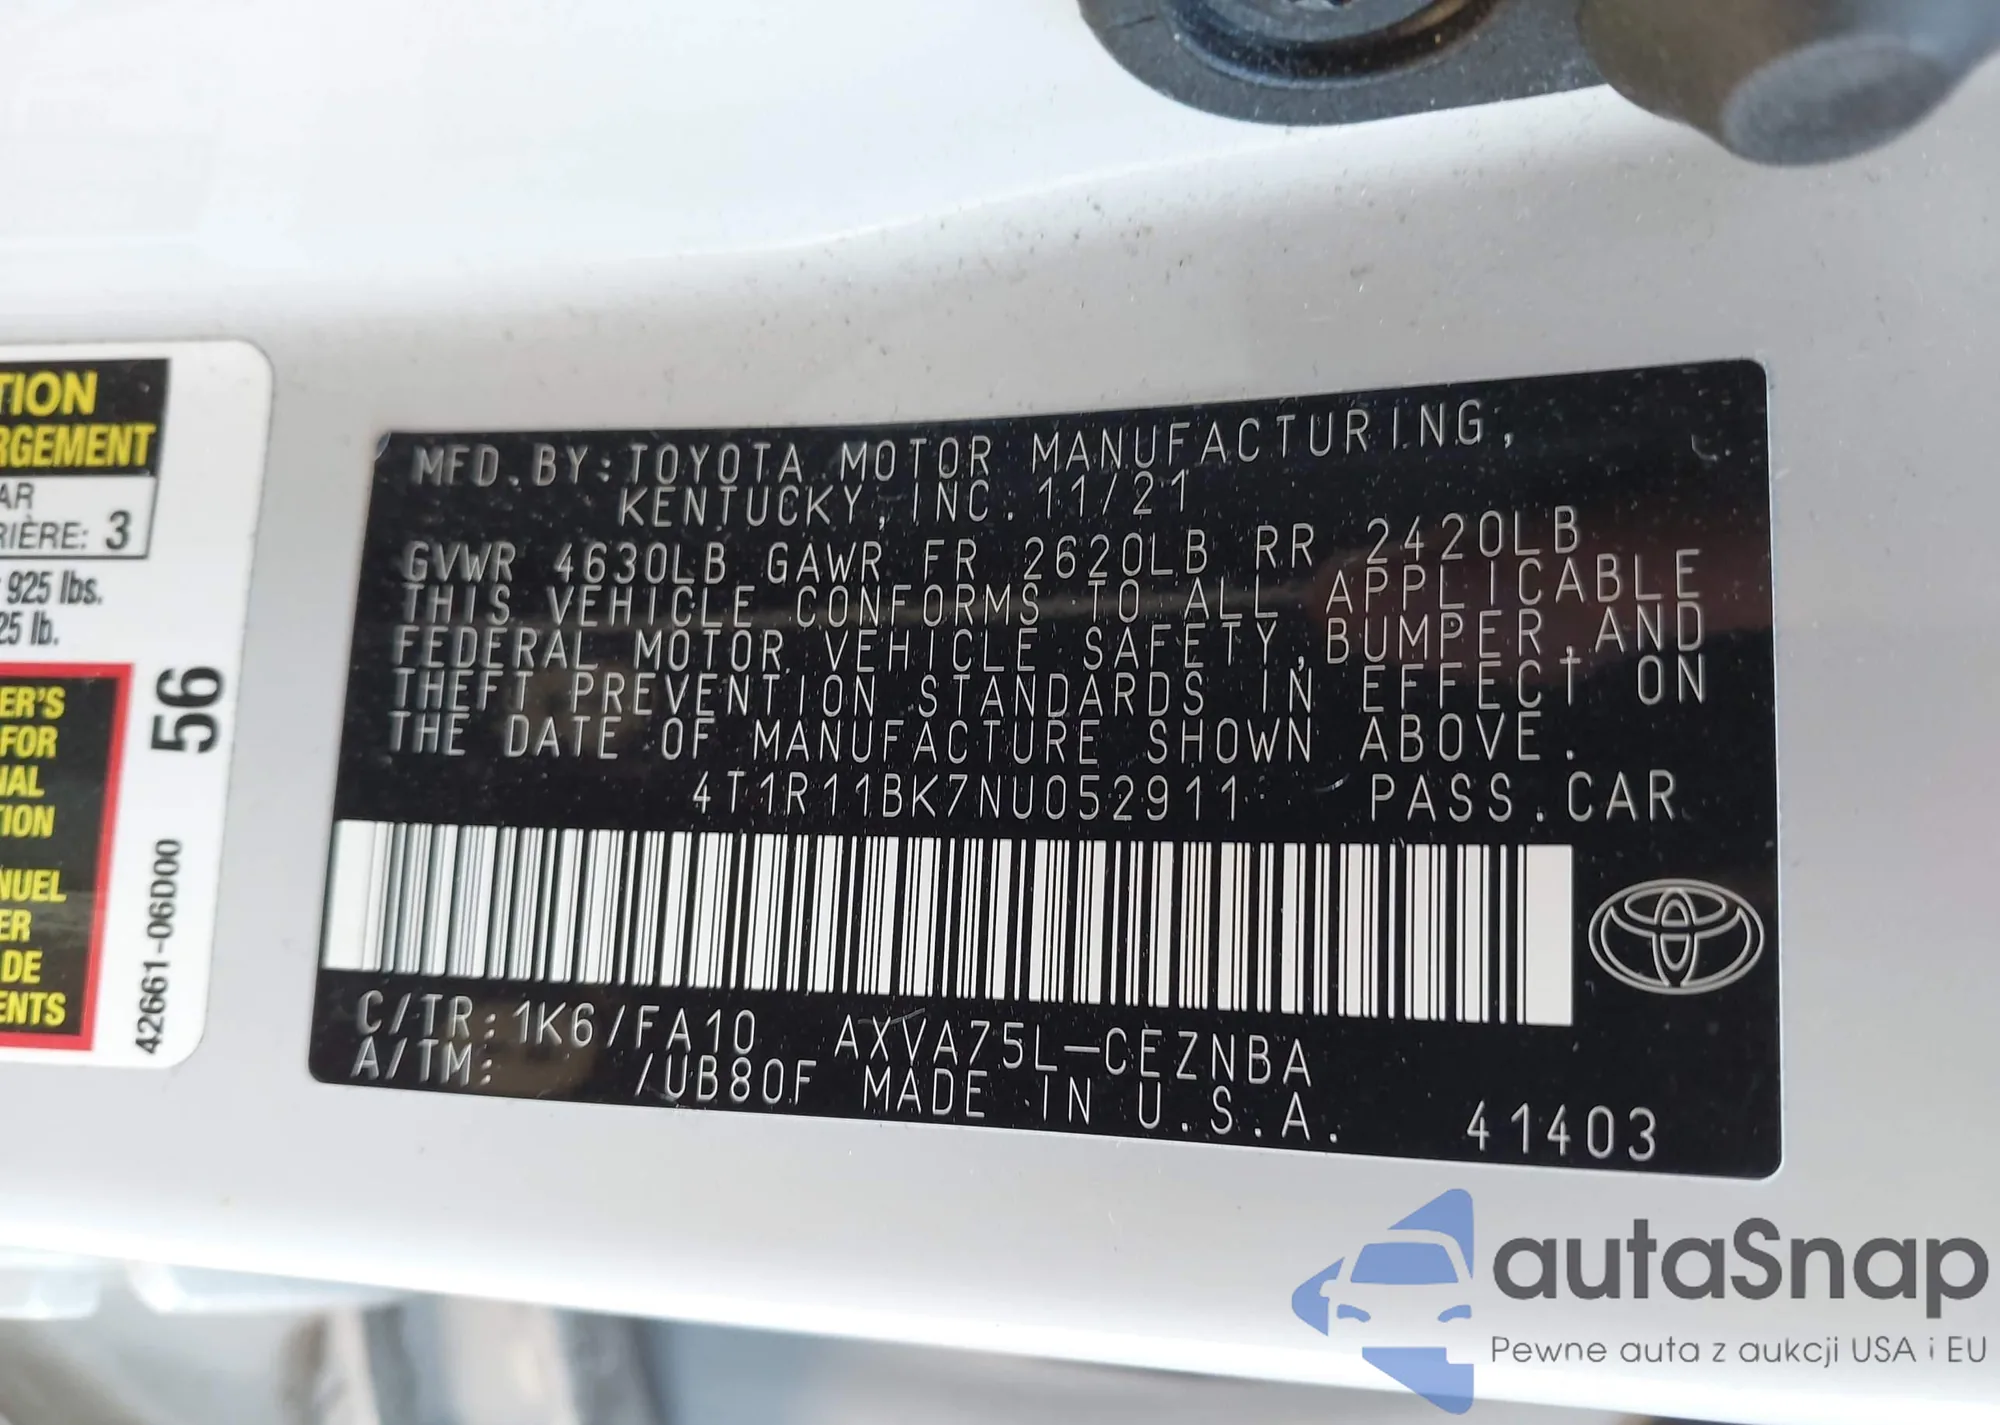 TION
RGEMENT
AR
RIÈRE: 3
925 lbs.
25 lb.
ER'S
FOR
NAL
TION
NUEL
ER
DE
ENTS
56
42661-06D00
MFD.BY:TOYOTA MOTOR MANUFACTURING,
KENTUCKY, INC. 11/21
GVWR 4630LB GAWR FR 2620LB RR 2420LB
THIS VEHICLE CONFORMS TO ALL APPLICABLE
FEDERAL MOTOR VEHICLE SAFETY,BUMPER,AND
THEFT PREVENTION STANDARDS IN EFFECT ON
THE DATE OF MANUFACTURE SHOWN ABOVE.
4T1R11BK7NU052911 PASS.CAR
C/TR:1K6/FA10 AXVA75L-CEZNBA
A/TM: /UB80F MADE IN U.S.A.
41403
autaSnap
Pewne auta z aukcji USA i EU